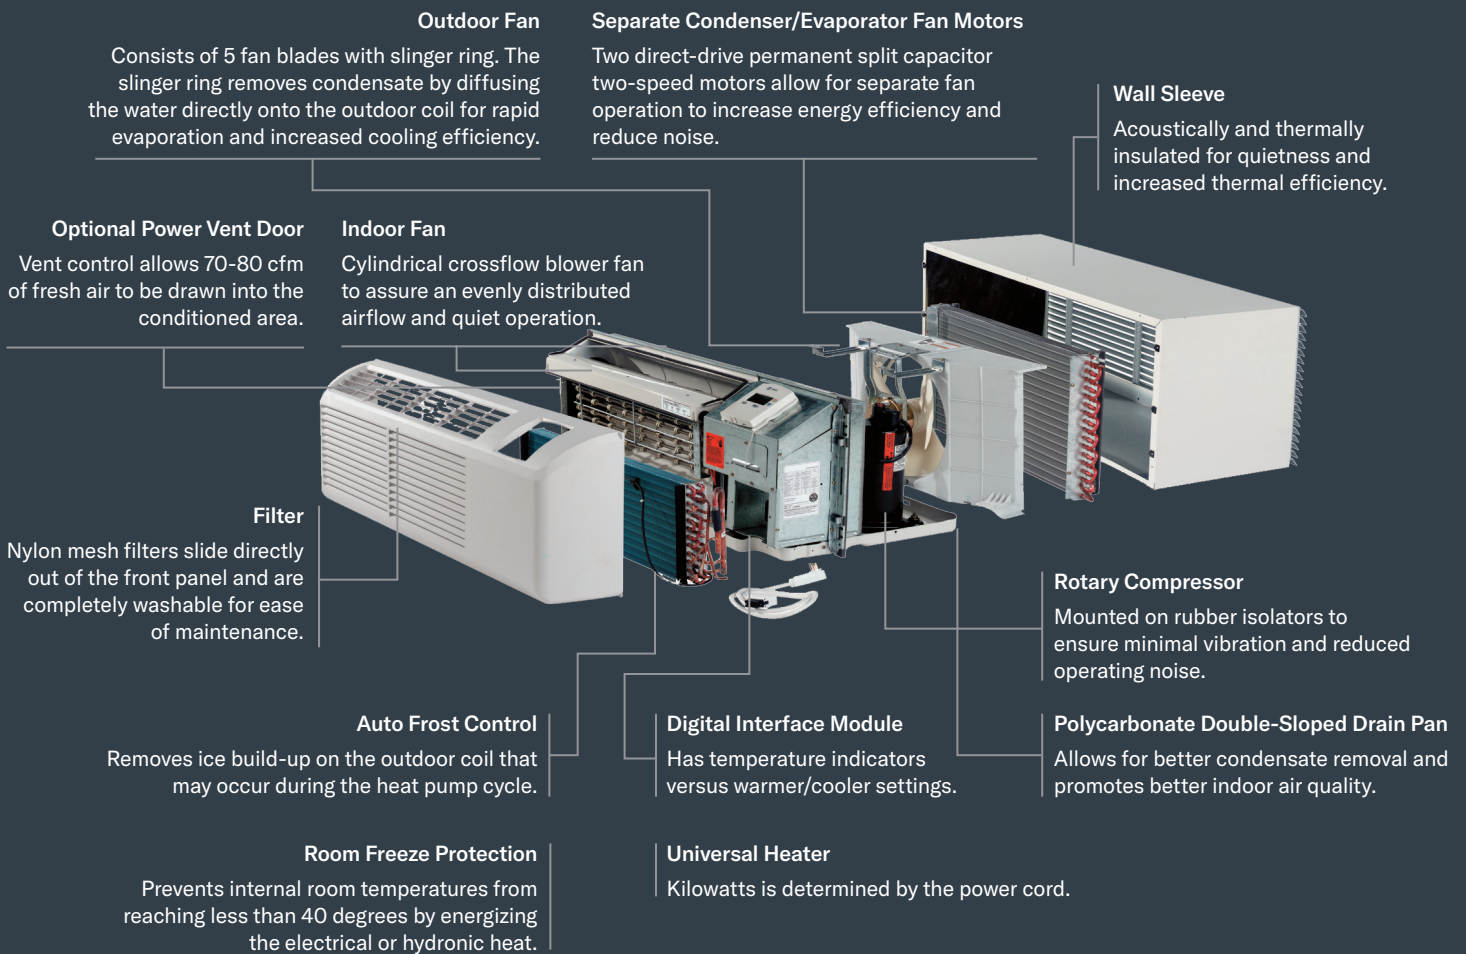 Outdoor Fan
Consists of 5 fan blades with slinger ring. The
slinger ring removes condensate by diffusing
the water directly onto the outdoor coil for rapid
evaporation and increased cooling efficiency.
Separate Condenser/Evaporator Fan Motors
Two direct-drive permanent split capacitor
two-speed motors allow for separate fan
operation to increase energy efficiency and
reduce noise.
Wall Sleeve
Acoustically and thermally
insulated for quietness and
increased thermal efficiency.
Optional Power Vent Door
Vent control allows 70-80 cfm
of fresh air to be drawn into the
conditioned area.
Indoor Fan
Cylindrical crossflow blower fan
to assure an evenly distributed
airflow and quiet operation.
Filter
Nylon mesh filters slide directly
out of the front panel and are
completely washable for ease
of maintenance.
Rotary Compressor
Mounted on rubber isolators to
ensure minimal vibration and reduced
operating noise.
Auto Frost Control
Removes ice build-up on the outdoor coil that
may occur during the heat pump cycle.
Digital Interface Module
Has temperature indicators
versus warmer/cooler settings.
Polycarbonate Double-Sloped Drain Pan
Allows for better condensate removal and
promotes better indoor air quality.
Room Freeze Protection
Prevents internal room temperatures from
reaching less than 40 degrees by energizing
the electrical or hydronic heat.
Universal Heater
Kilowatts is determined by the power cord.